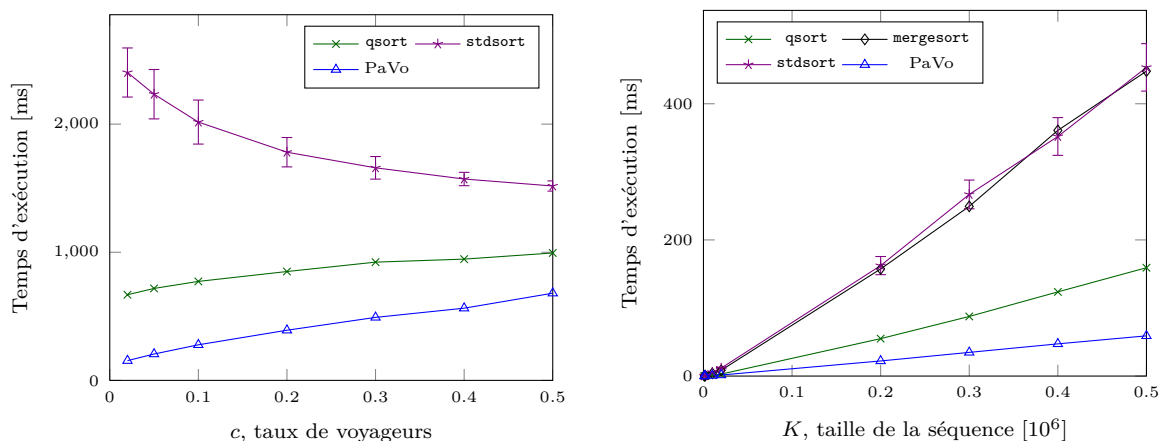 qsort
stdsort
PaVo
Temps d'exécution [ms]
2,000
1,000
0
0
0.1
0.2
0.3
0.4
0.5
c, taux de voyageurs
qsort
mergesort
stdsort
PaVo
Temps d'exécution [ms]
400
200
0
0
0.1
0.2
0.3
0.4
0.5
K, taille de la séquence [10⁶]